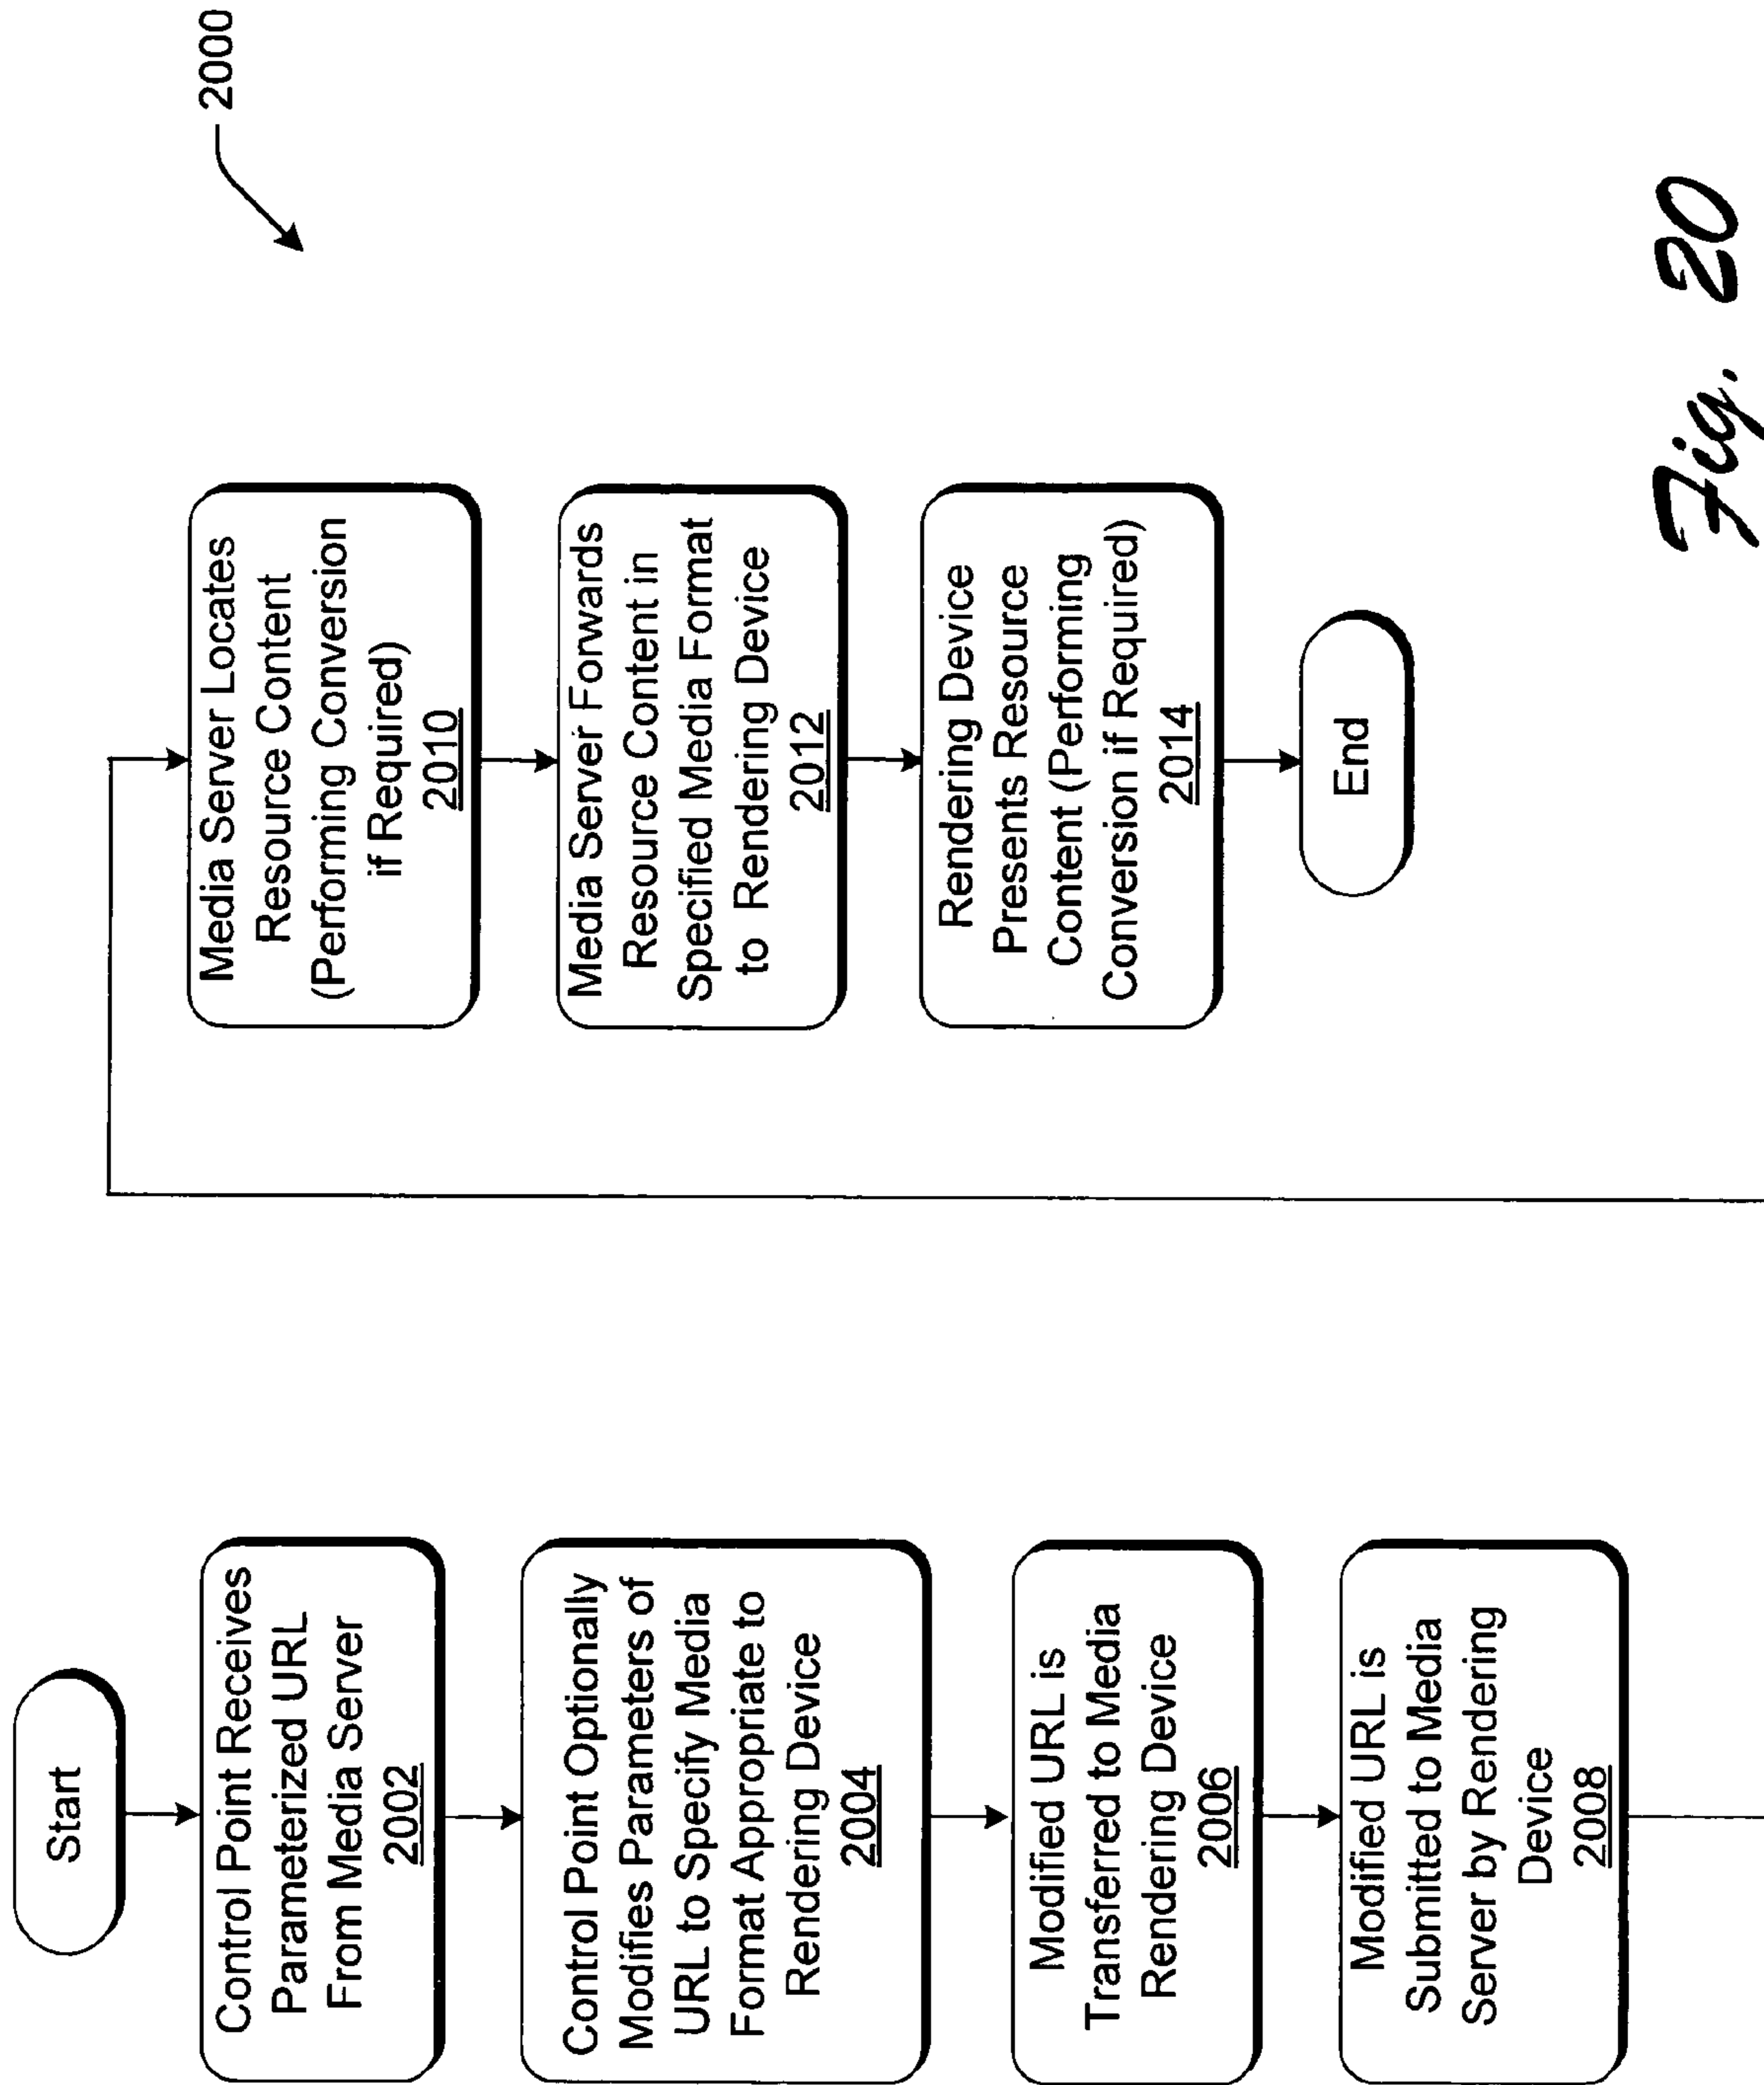 Start
Control Point Receives
Parameterized URL
From Media Server
2002
Control Point Optionally
Modifies Parameters of
URL to Specify Media
Format Appropriate to
Rendering Device
2004
Modified URL is
Transferred to Media
Rendering Device
2006
Modified URL is
Submitted to Media
Server by Rendering
Device
2008
2000
Media Server Locates
Resource Content
(Performing Conversion
if Required)
2010
Media Server Forwards
Resource Content in
Specified Media Format
to Rendering Device
2012
Rendering Device
Presents Resource
Content (Performing
Conversion if Required)
2014
End
Fig. 20